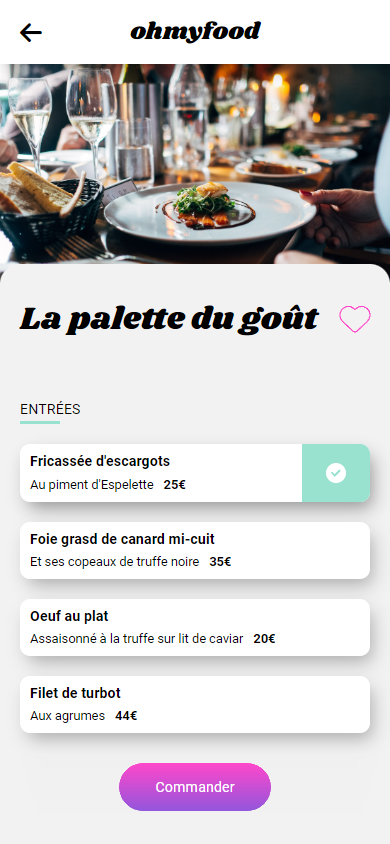 ohmyfood
La palette du goût
ENTRÉES
Fricassée d'escargots
Au piment d'Espelette 25€
Foie grasd de canard mi-cuit
Et ses copeaux de truffe noire 35€
Oeuf au plat
Assaisonné à la truffe sur lit de caviar 20€
Filet de turbot
Aux agrumes 44€
Commander